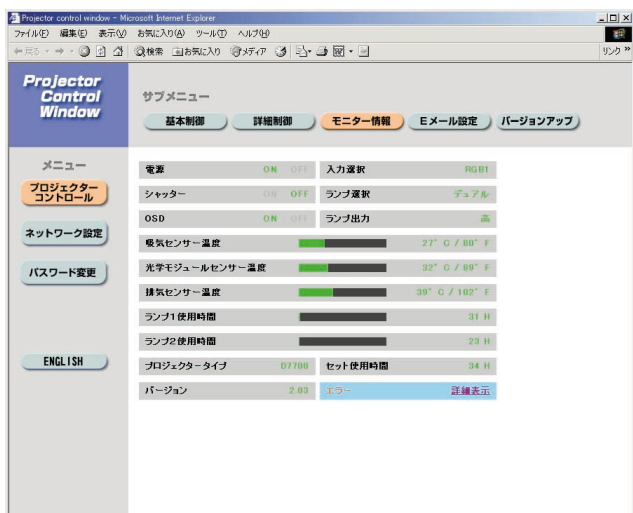 Projector control window - Microsoft Internet Explorer
ファイル(F) 編集(E) 表示(V) お気に入り(A) ツール(T) ヘルプ(H)
戻る 検索 お気に入り メディア リンク »
Projector
Control
Window
サブメニュー
基本制御 詳細制御 モニター情報 Eメール設定 バージョンアップ
メニュー
プロジェクター
コントロール
ネットワーク設定
パスワード変更
ENGLISH
電源 ON OFF 入力選択 RGB1
シャッター ON OFF ランプ選択 デュアル
OSD ON OFF ランプ出力 高
吸気センサー温度 27° C / 80° F
光学モジュールセンサー温度 32° C / 89° F
排気センサー温度 39° C / 102° F
ランプ1使用時間 31 H
ランプ2使用時間 23 H
プロジェクタータイプ D7700 セット使用時間 34 H
バージョン 2.03 エラー 詳細表示